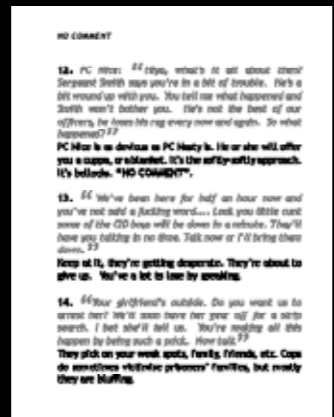 NO COMMENT
12. PC Nice: "Hiya, what's it all about then?
Sergeant Smith says you're in a bit of trouble. He's a
bit wound up with you. You tell me what happened and
Smith won't bother you. He's not the best of our
officers, he loses his rag every now and again. So what
happened?"
PC Nice is as devious as PC Nasty is. He or she will offer
you a cuppa, or a blanket. It's the softly-softly approach.
It's bollocks. "NO COMMENT".
13. "We've been here for half an hour now and
you've not said a fucking word.... Look you little cunt
some of the CID boys will be down in a minute. They'll
have you talking in no time. Talk now or I'll bring them
down."
Keep at it, they're getting desperate. They're about to
give up. You've a lot to lose by speaking.
14. "Your girlfriend's outside. Do you want us to
arrest her? We'll soon have her gear off for a strip
search. I bet she'll tell us. You're making all this
happen by being such a prick. Now talk."
They pick on your weak spots, family, friends, etc. Cops
do sometimes victimise prisoners' families, but mostly
they are bluffing.